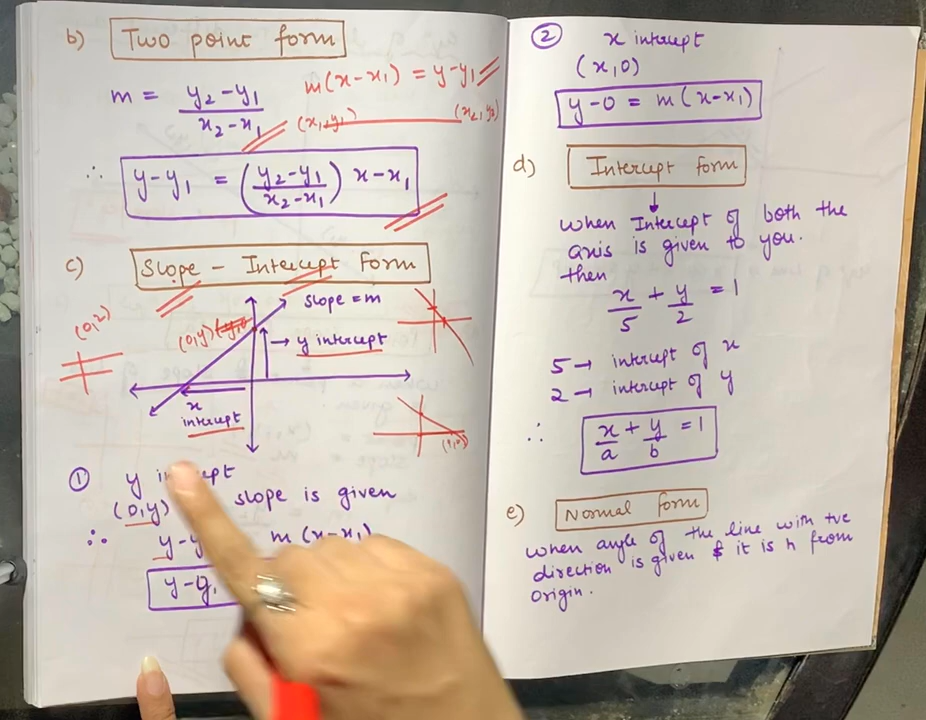 b) Two point form
m = y₂-y₁ / x₂-x₁
m(x-x₁) = y-y₁
(x₁,y₁) (x₂,y₂)
∴ y-y₁ = (y₂-y₁ / x₂-x₁) x-x₁
c) Slope - Intercept form
slope = m
(0,2)
(0,y)
→ y intercept
x
intercept
① y
(0,y) slope is given
∴ y- m(x-x₁)
y-y₁
② x intercept
(x,0)
y-0 = m(x-x₁)
d) Intercept form
↓
when Intercept of both the
axis is given to you.
then
x/5 + y/2 = 1
5 → intercept of x
2 → intercept of y
∴ x/a + y/b = 1
e) Normal form
when angle of the line with +ve
direction is given & it is h from
origin.